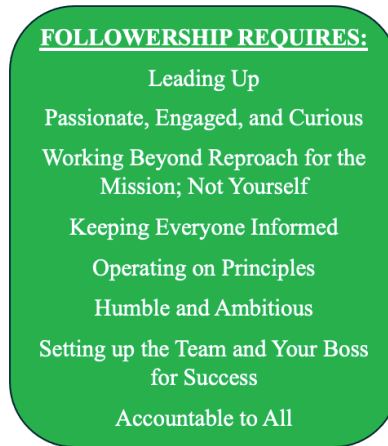 FOLLOWERSHIP REQUIRES:
Leading Up
Passionate, Engaged, and Curious
Working Beyond Reproach for the
Mission; Not Yourself
Keeping Everyone Informed
Operating on Principles
Humble and Ambitious
Setting up the Team and Your Boss
for Success
Accountable to All